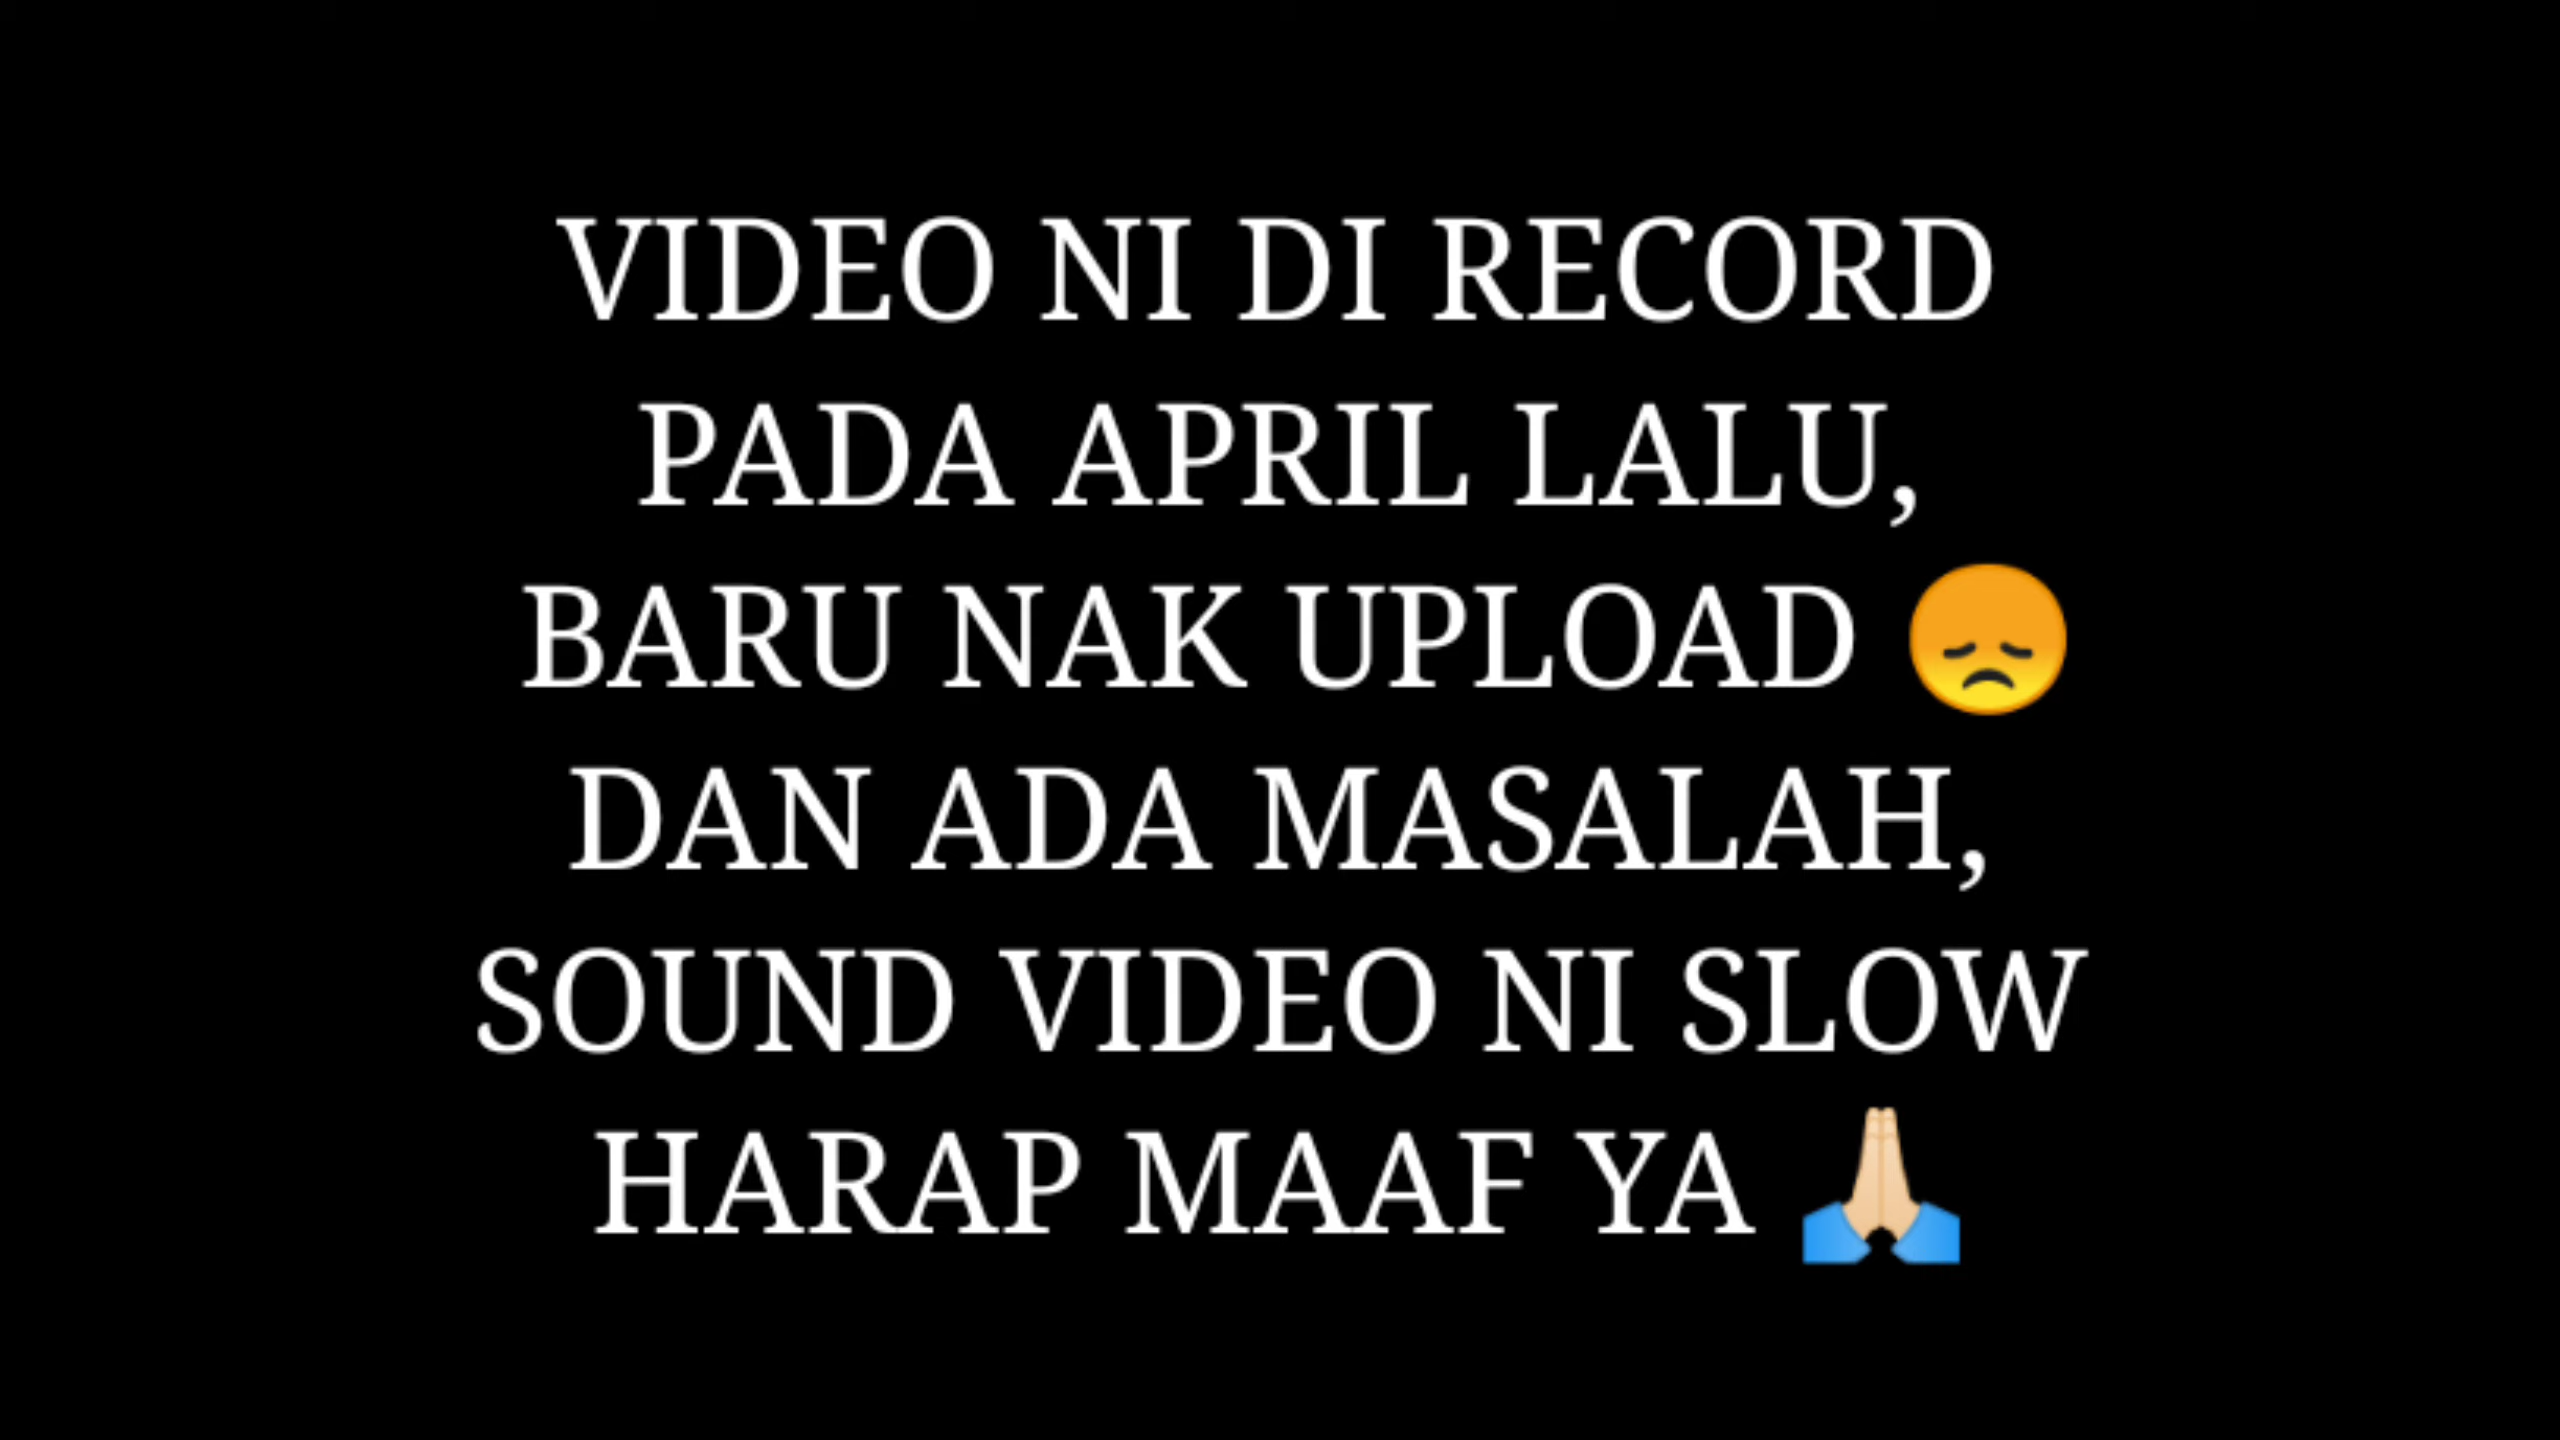 VIDEO NI DI RECORD
PADA APRIL LALU,
BARU NAK UPLOAD 😞
DAN ADA MASALAH,
SOUND VIDEO NI SLOW
HARAP MAAF YA 🙏🏻